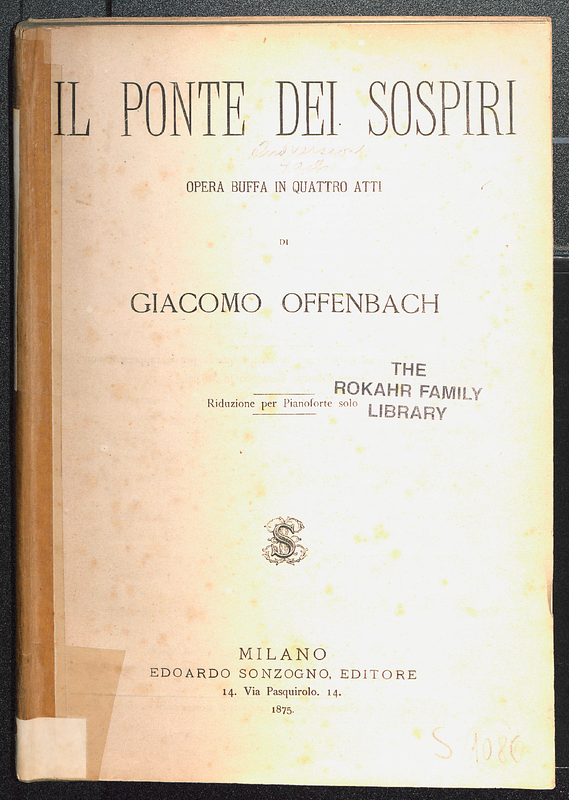 IL PONTE DEI SOSPIRI
OPERA BUFFA IN QUATTRO ATTI
DI
GIACOMO OFFENBACH
Riduzione per Pianoforte solo
THE
ROKAHR FAMILY
LIBRARY
S
MILANO
EDOARDO SONZOGNO, EDITORE
14. Via Pasquirolo. 14.
1875.
S 1086